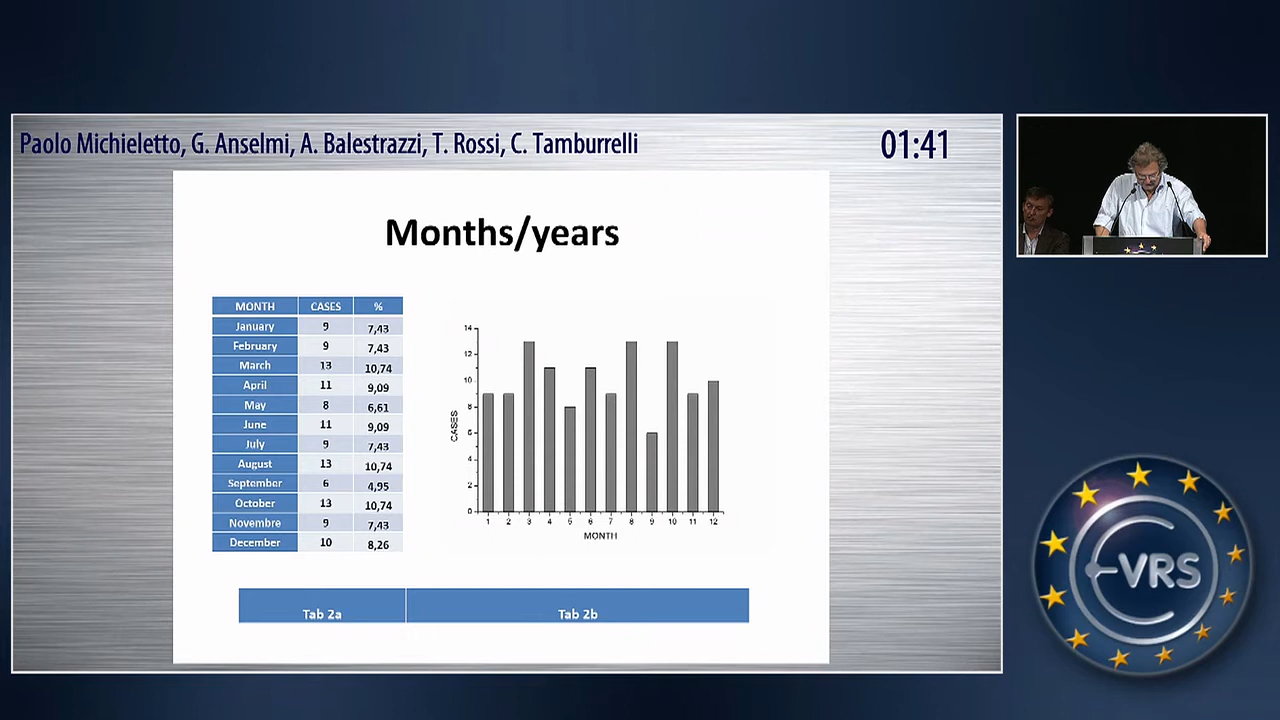 Paolo Michieletto, G. Anselmi, A. Balestrazzi, T. Rossi, C. Tamburrelli
01:41
Months/years
MONTH CASES %
January 9 7,43
February 9 7,43
March 13 10,74
April 11 9,09
May 8 6,61
June 11 9,09
July 9 7,43
August 13 10,74
September 6 4,95
October 13 10,74
Novembre 9 7,43
December 10 8,26
14
12
10
8
6
4
2
0
CASES
1 2 3 4 5 6 7 8 9 10 11 12
MONTH
Tab 2a Tab 2b
EVRS